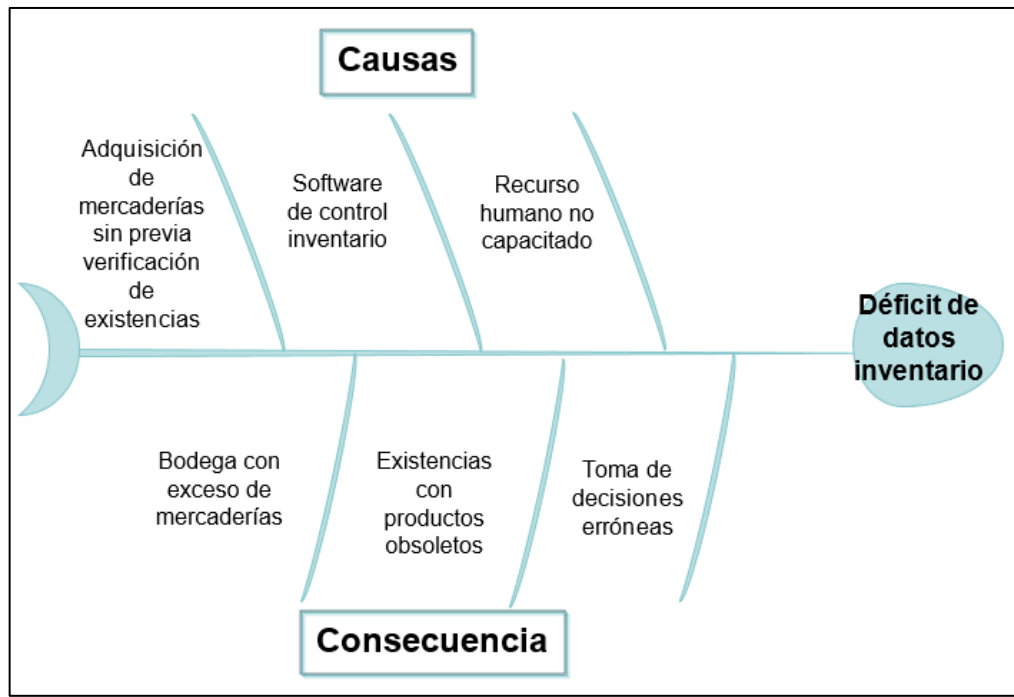 Causas
Adquisición
de
mercaderías
sin previa
verificación
de
existencias
Software
de control
inventario
Recurso
humano no
capacitado
Déficit de
datos
inventario
Bodega con
exceso de
mercaderías
Existencias
con
productos
obsoletos
Toma de
decisiones
erróneas
Consecuencia